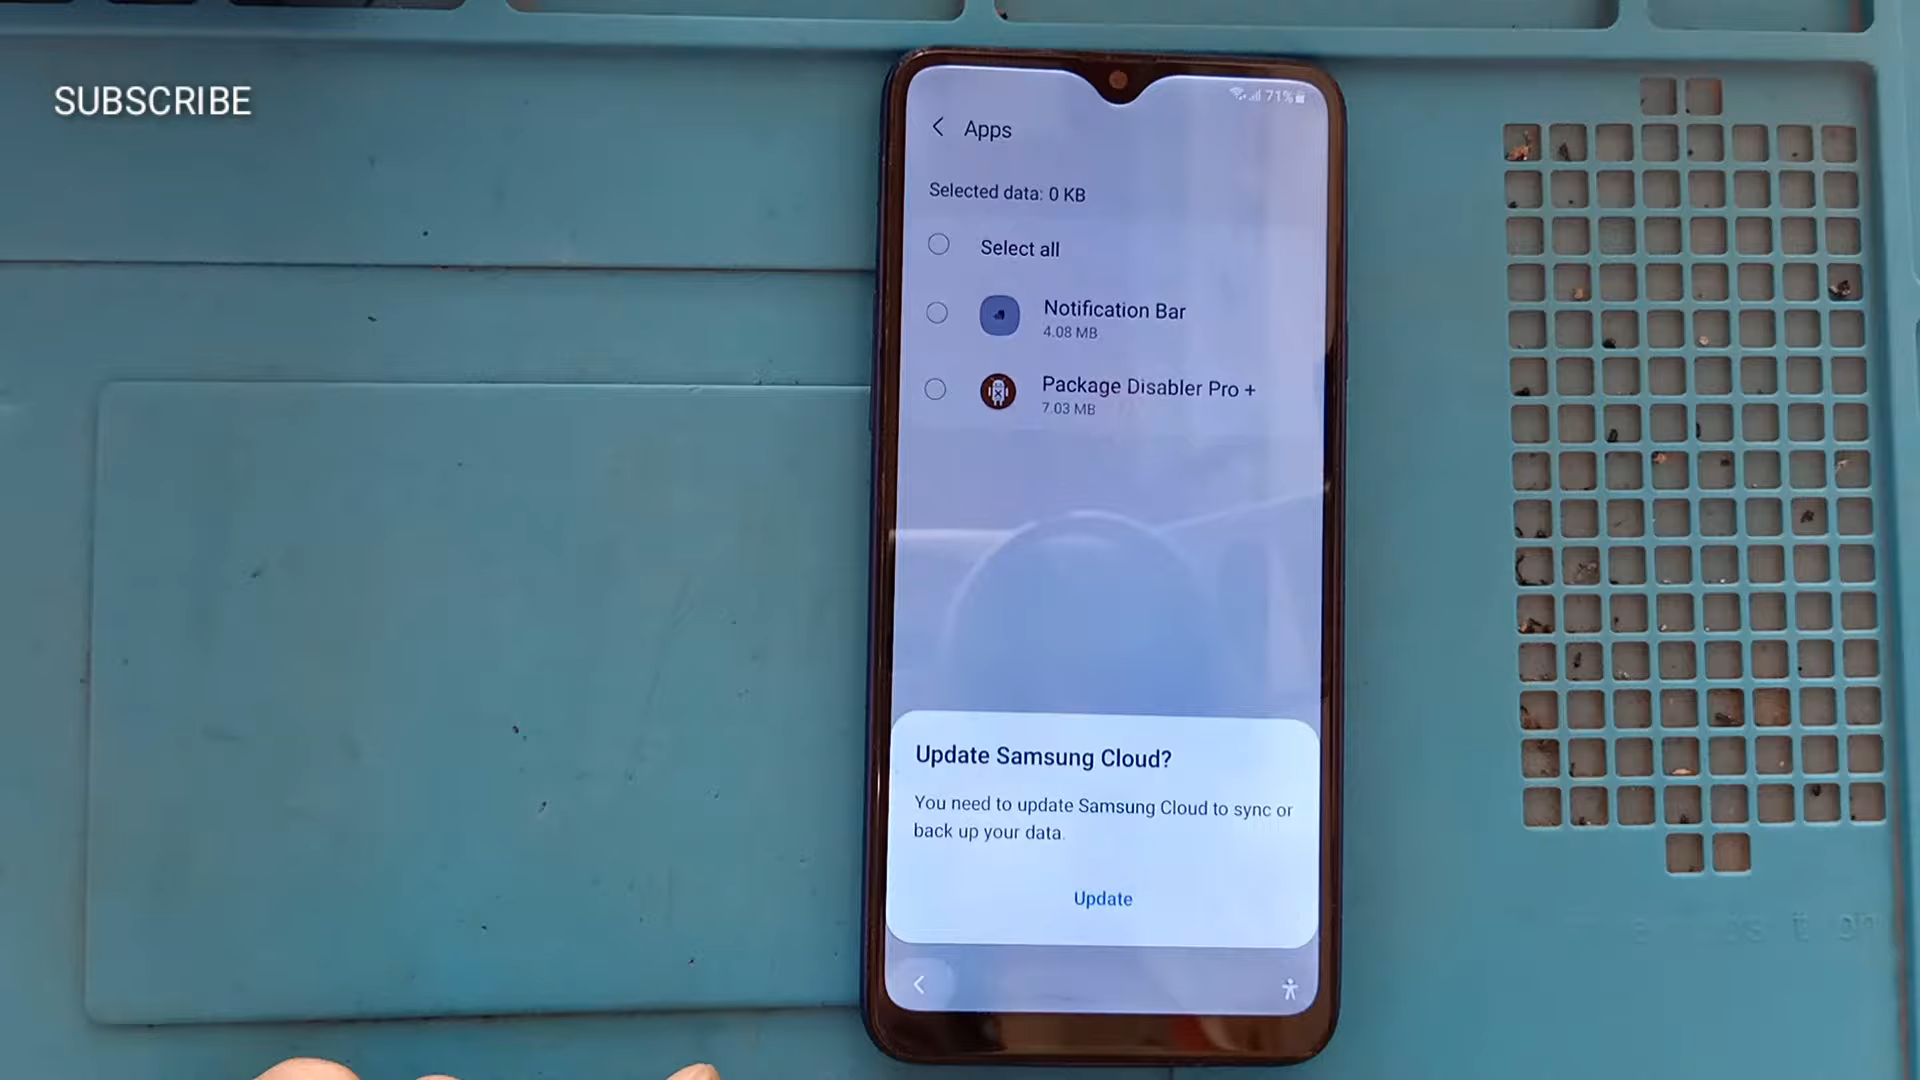 SUBSCRIBE
71%
Apps
Selected data: 0 KB
Select all
Notification Bar
4.08 MB
Package Disabler Pro +
7.03 MB
Update Samsung Cloud?
You need to update Samsung Cloud to sync or
back up your data.
Update